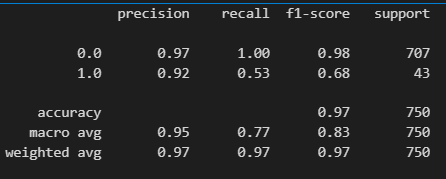 precision recall f1-score support
0.0 0.97 1.00 0.98 707
1.0 0.92 0.53 0.68 43
accuracy 0.97 750
macro avg 0.95 0.77 0.83 750
weighted avg 0.97 0.97 0.97 750